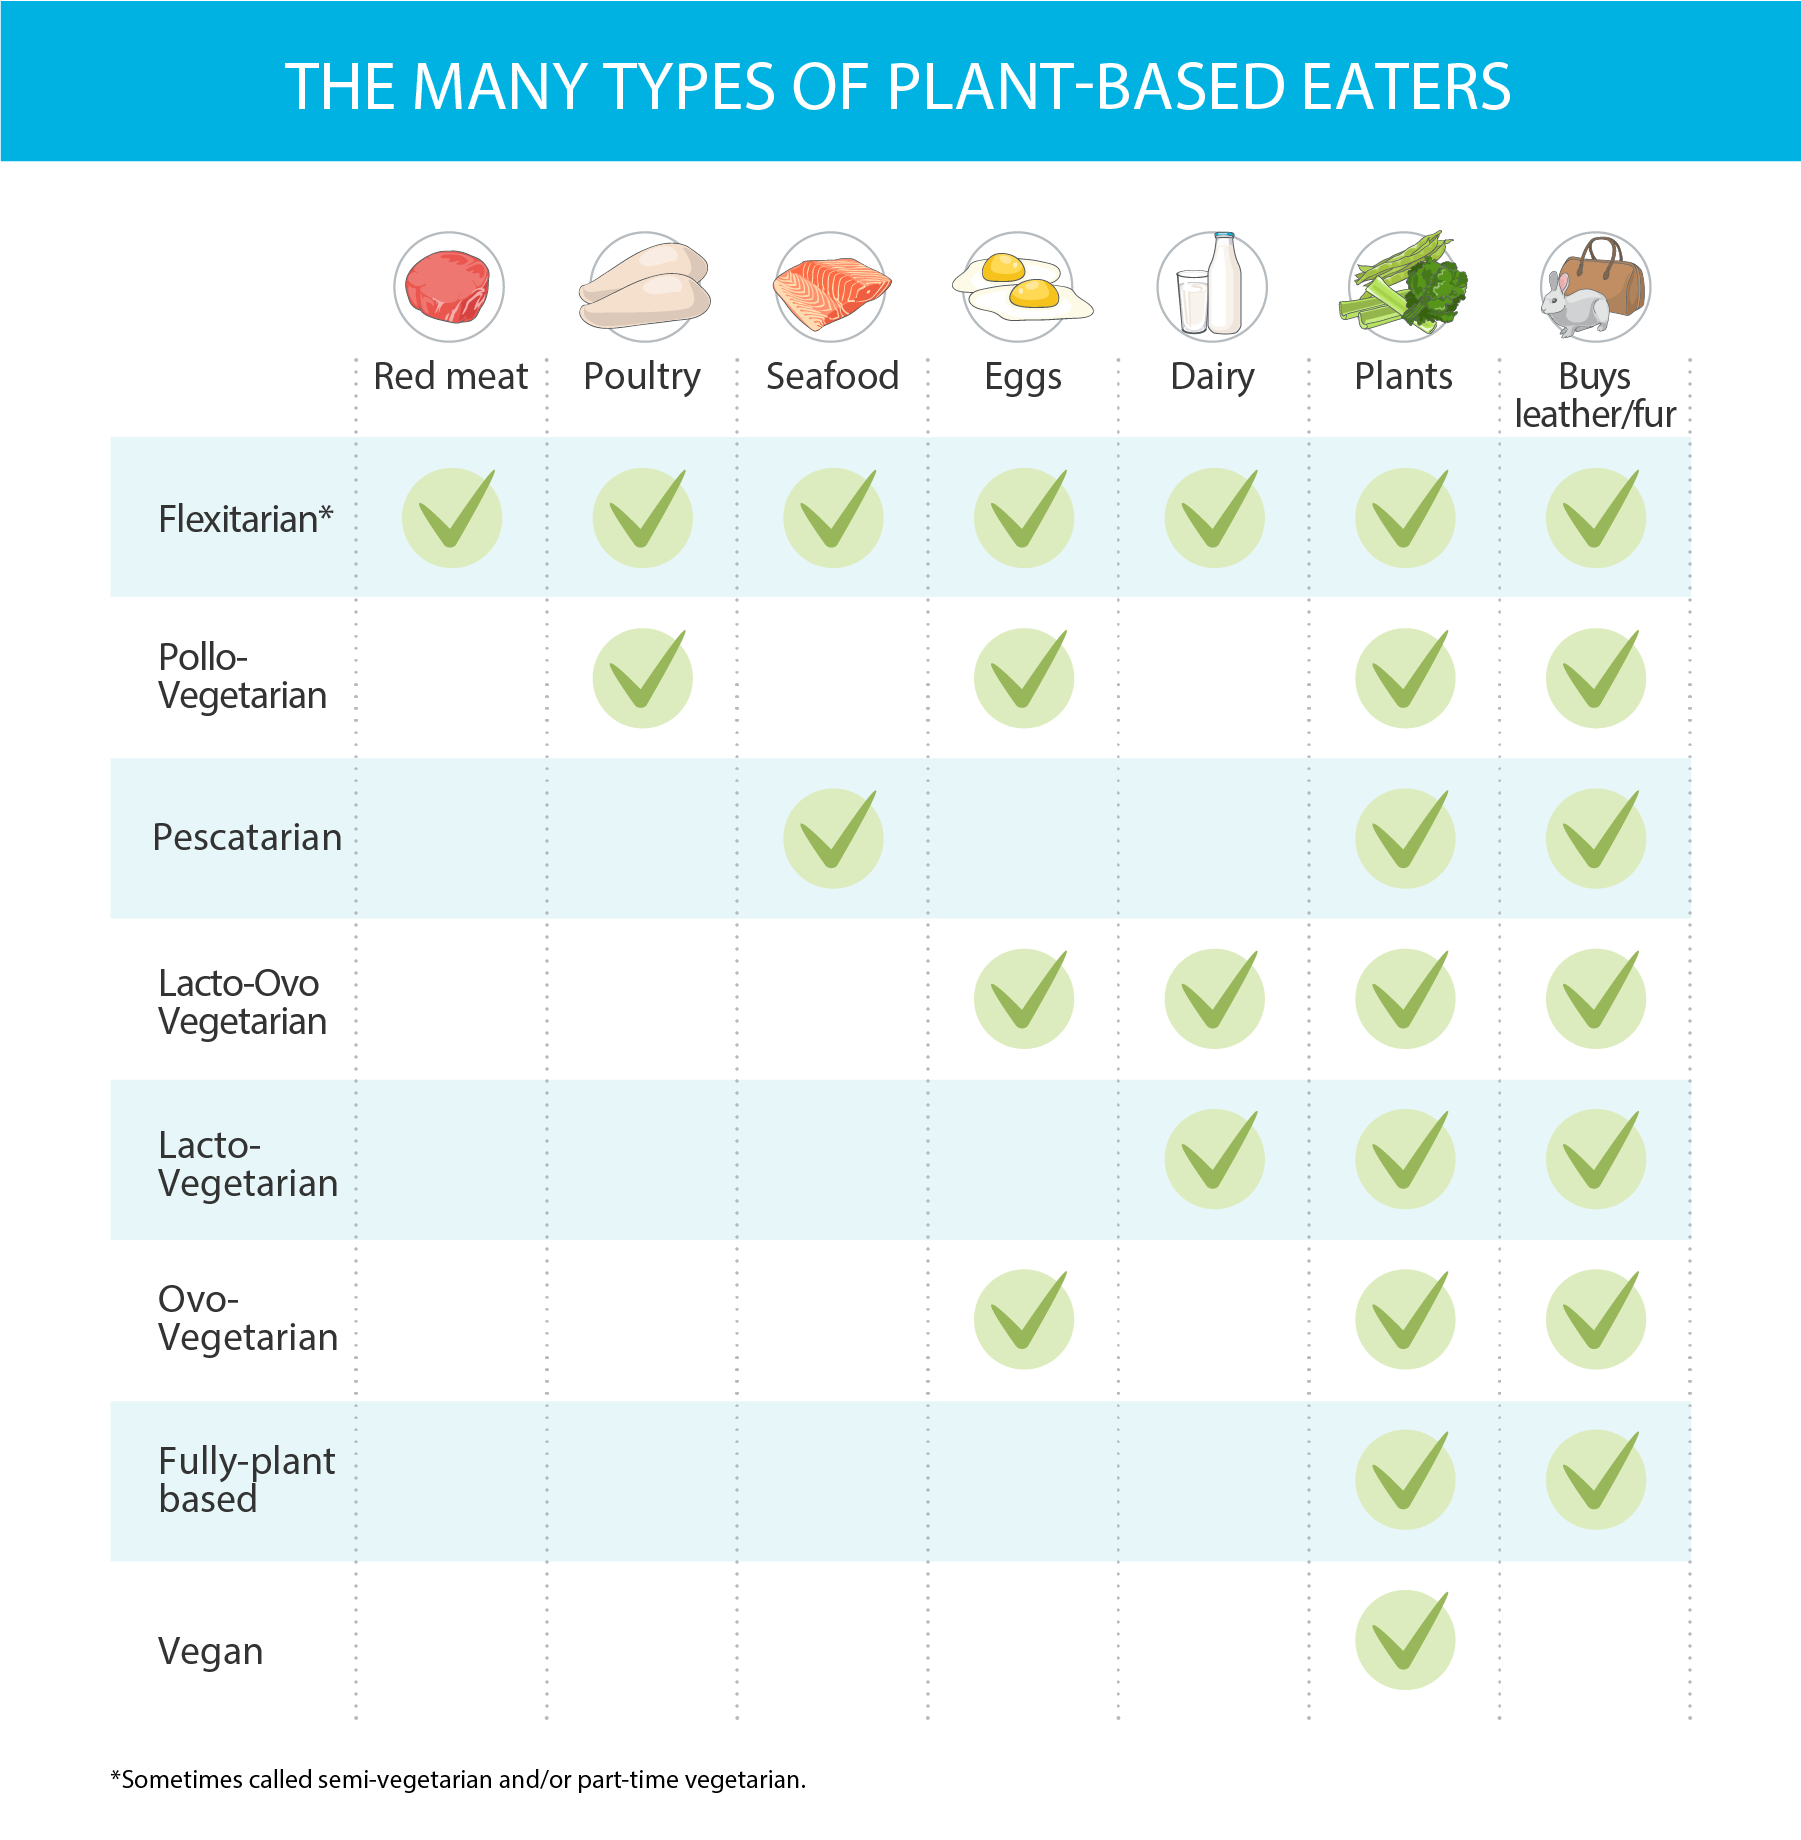 THE MANY TYPES OF PLANT-BASED EATERS
Red meat
Poultry
Seafood
Eggs
Dairy
Plants
Buys
leather/fur
Flexitarian*
Pollo-
Vegetarian
Pescatarian
Lacto-Ovo
Vegetarian
Lacto-
Vegetarian
Ovo-
Vegetarian
Fully-plant
based
Vegan
*Sometimes called semi-vegetarian and/or part-time vegetarian.